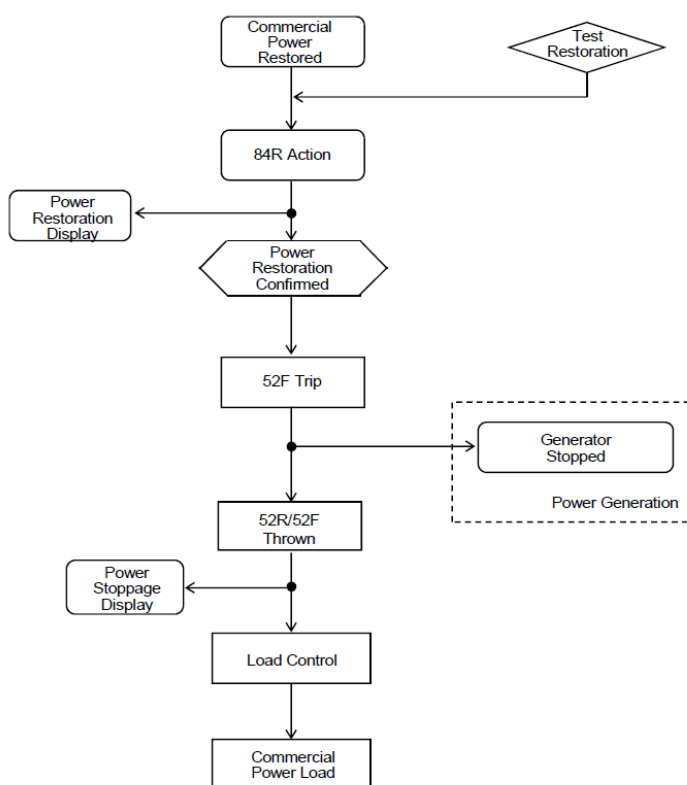 Commercial
Power
Restored
Test
Restoration
84R Action
Power
Restoration
Display
Power
Restoration
Confirmed
52F Trip
Generator
Stopped
Power Generation
52R/52F
Thrown
Power
Stoppage
Display
Load Control
Commercial
Power Load